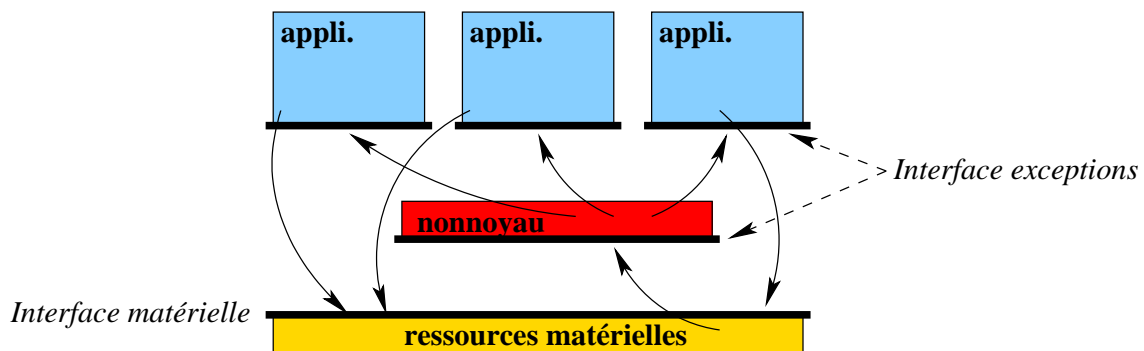 appli.
appli.
appli.
Interface exceptions
nonnoyau
Interface matérielle
ressources matérielles